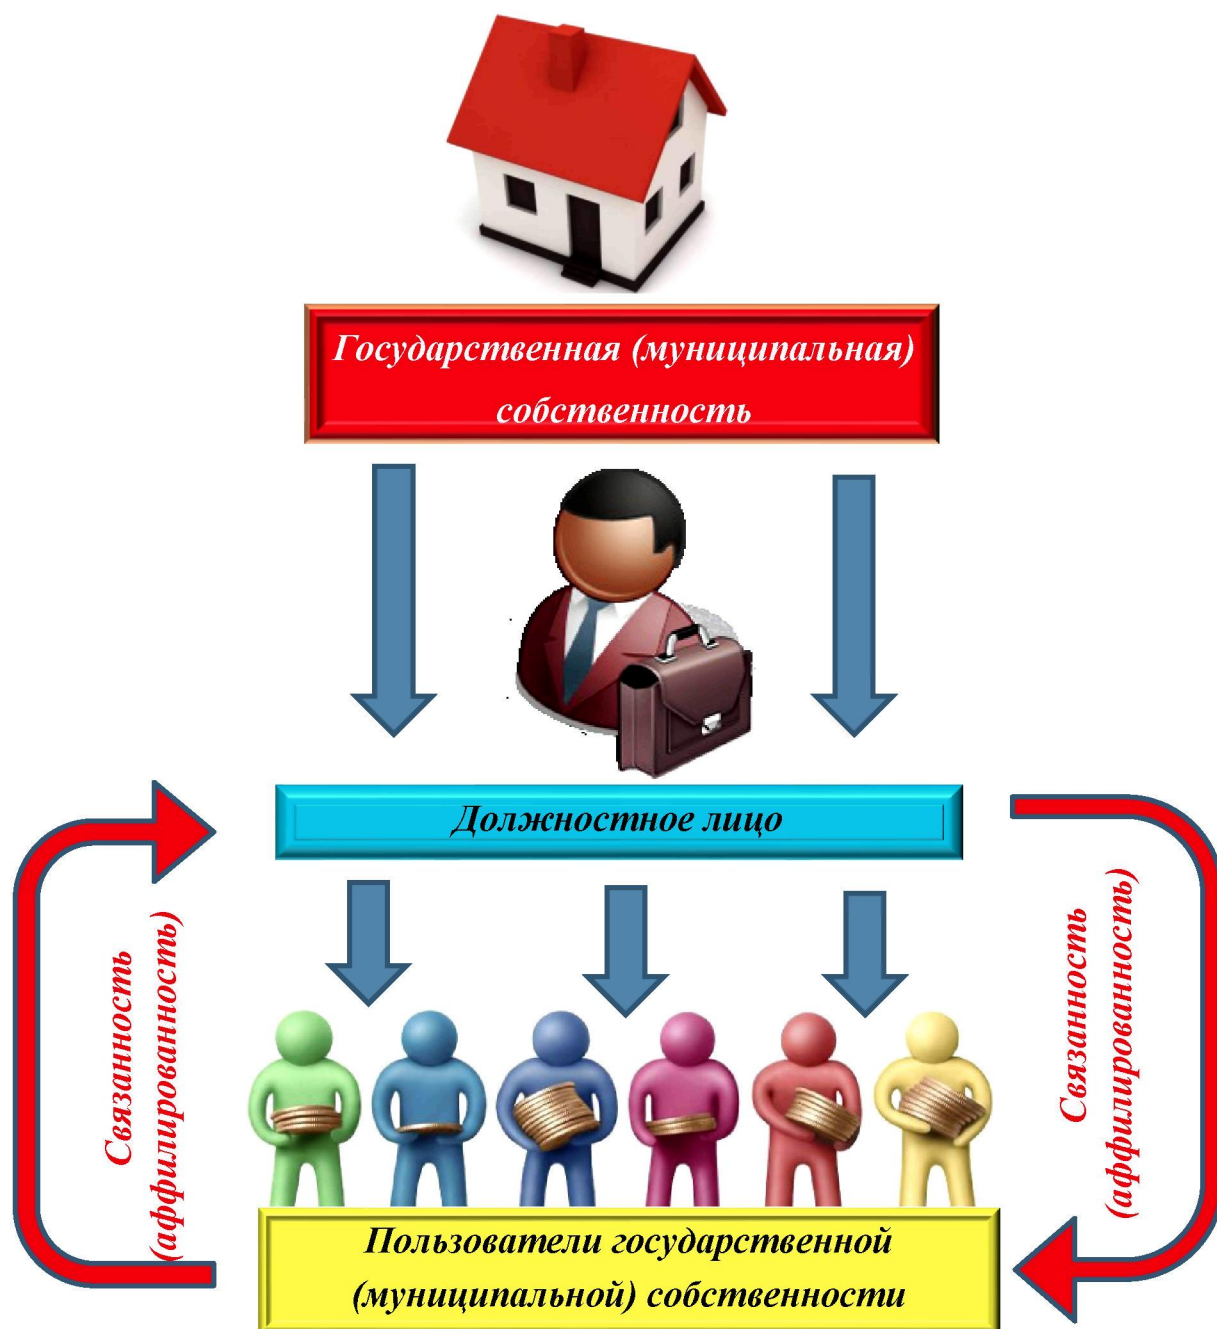 Государственная (муниципальная)
собственность
Должностное лицо
Связанность
(аффилированность)
Связанность
(аффилированность)
Пользователи государственной
(муниципальной) собственности